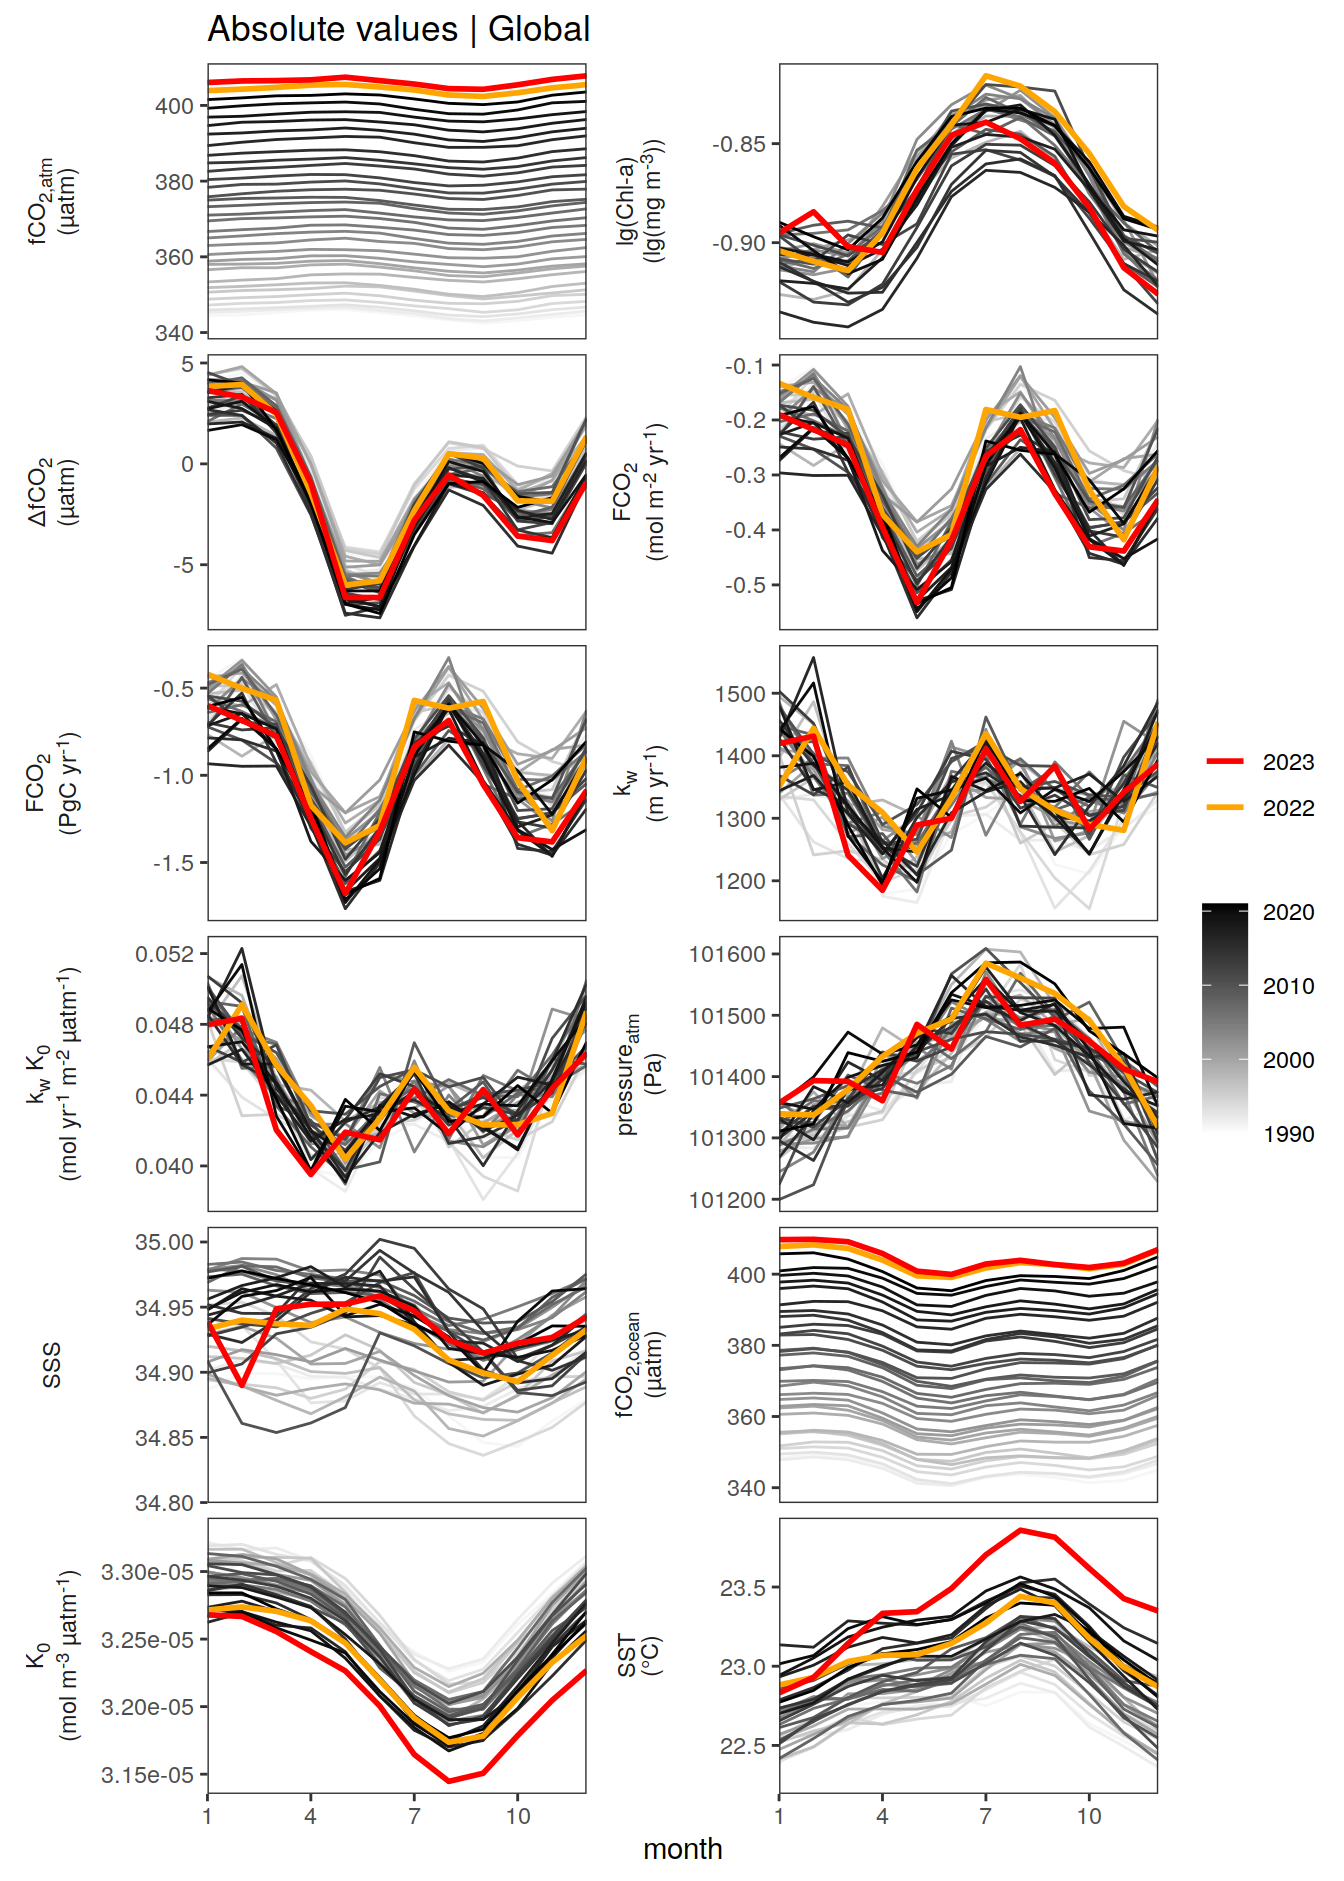 Absolute values | Global
fCO2,atm
(µatm)
400
380
360
340
lg(Chl-a)
(lg(mg m-3))
-0.85
-0.90
ΔfCO2
(µatm)
5
0
-5
FCO2
(mol m-2 yr-1)
-0.1
-0.2
-0.3
-0.4
-0.5
FCO2
(PgC yr-1)
-0.5
-1.0
-1.5
kw
(m yr-1)
1500
1400
1300
1200
2023
2022
2020
2010
2000
1990
kw K0
(mol yr-1 m-2 µatm-1)
0.052
0.048
0.044
0.040
pressureatm
(Pa)
101600
101500
101400
101300
101200
SSS
35.00
34.95
34.90
34.85
34.80
fCO2,ocean
(µatm)
400
380
360
340
K0
(mol m-3 µatm-1)
3.30e-05
3.25e-05
3.20e-05
3.15e-05
SST
(°C)
23.5
23.0
22.5
1 4 7 10
1 4 7 10
month